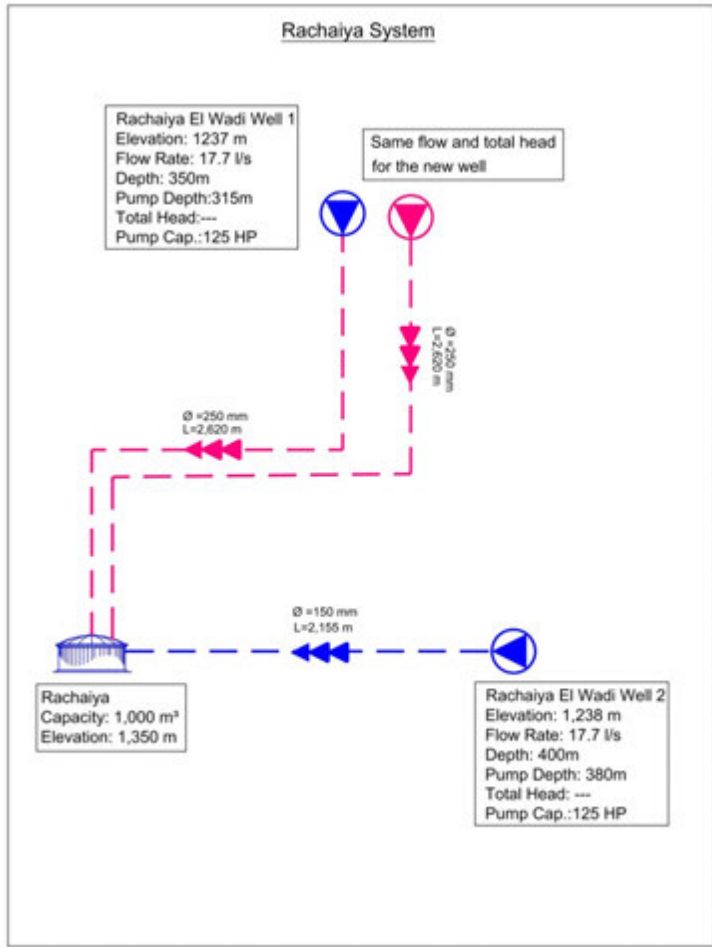 Rachaiya System
Rachaiya El Wadi Well 1
Elevation: 1237 m
Flow Rate: 17.7 l/s
Depth: 350m
Pump Depth:315m
Total Head:---
Pump Cap.:125 HP
Same flow and total head
for the new well
Ø =250 mm
L=2,620 m
Ø =250 mm
L=2,620 m
Ø =150 mm
L=2,155 m
Rachaiya
Capacity: 1,000 m³
Elevation: 1,350 m
Rachaiya El Wadi Well 2
Elevation: 1,238 m
Flow Rate: 17.7 l/s
Depth: 400m
Pump Depth: 380m
Total Head: ---
Pump Cap.:125 HP